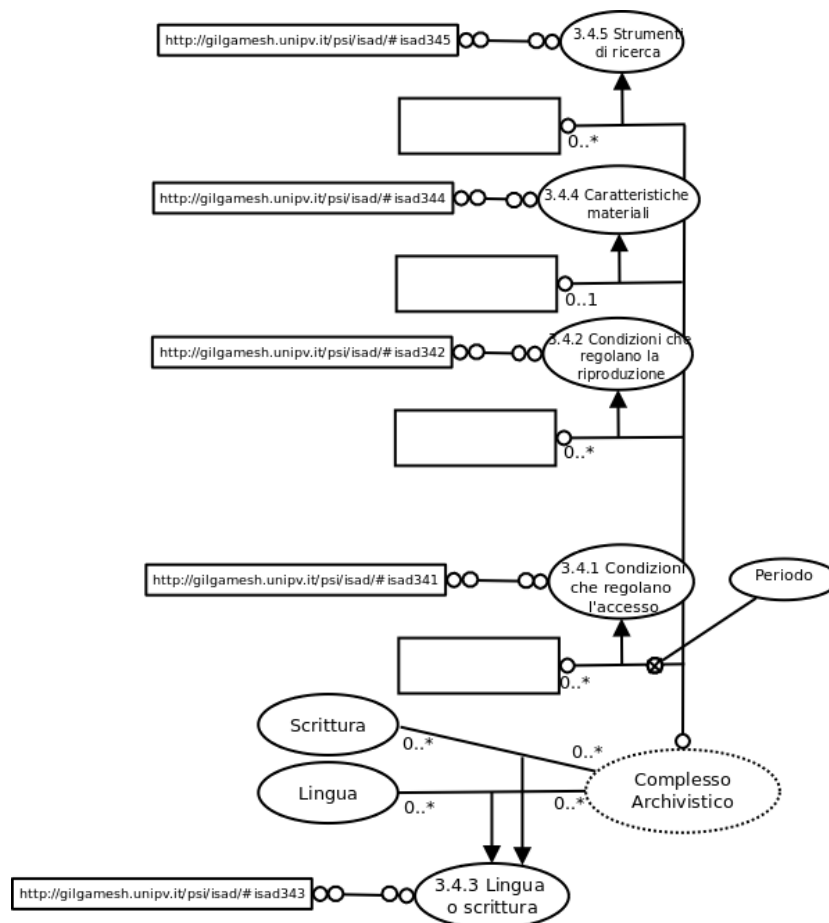 http://gilgamesh.unipv.it/psi/isad/#isad345
3.4.5 Strumenti
di ricerca
0..*
http://gilgamesh.unipv.it/psi/isad/#isad344
3.4.4 Caratteristiche
materiali
0..1
http://gilgamesh.unipv.it/psi/isad/#isad342
3.4.2 Condizioni che
regolano la
riproduzione
0..*
http://gilgamesh.unipv.it/psi/isad/#isad341
3.4.1 Condizioni
che regolano
l'accesso
Periodo
0..*
Scrittura
0..*
0..*
Lingua
0..*
0..*
Complesso
Archivistico
http://gilgamesh.unipv.it/psi/isad/#isad343
3.4.3 Lingua
o scrittura